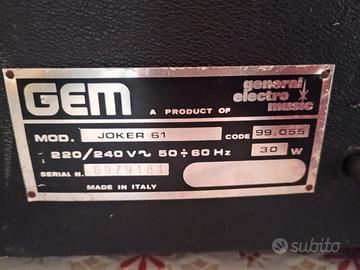 GEM
A PRODUCT OF
general
electro
music
MOD. JOKER 61 CODE 99.055
220/240 V~ 50÷60 Hz 30 W
SERIAL N. 6979181
MADE IN ITALY
subito